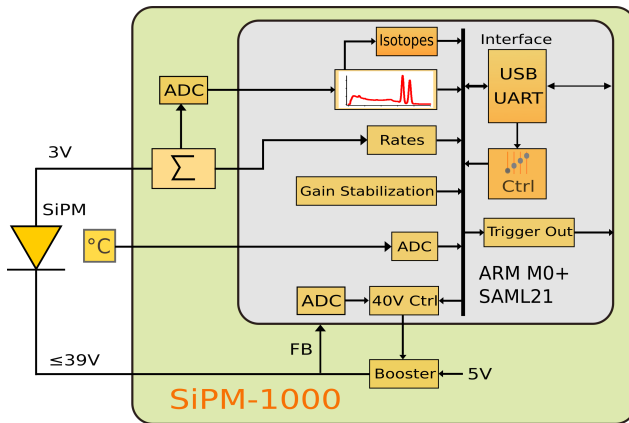 Isotopes
Interface
ADC
USB
UART
3V
Σ
Rates
Ctrl
SiPM
Gain Stabilization
°C
ADC
Trigger Out
ARM M0+
SAML21
ADC
40V Ctrl
FB
≤39V
Booster
5V
SiPM-1000